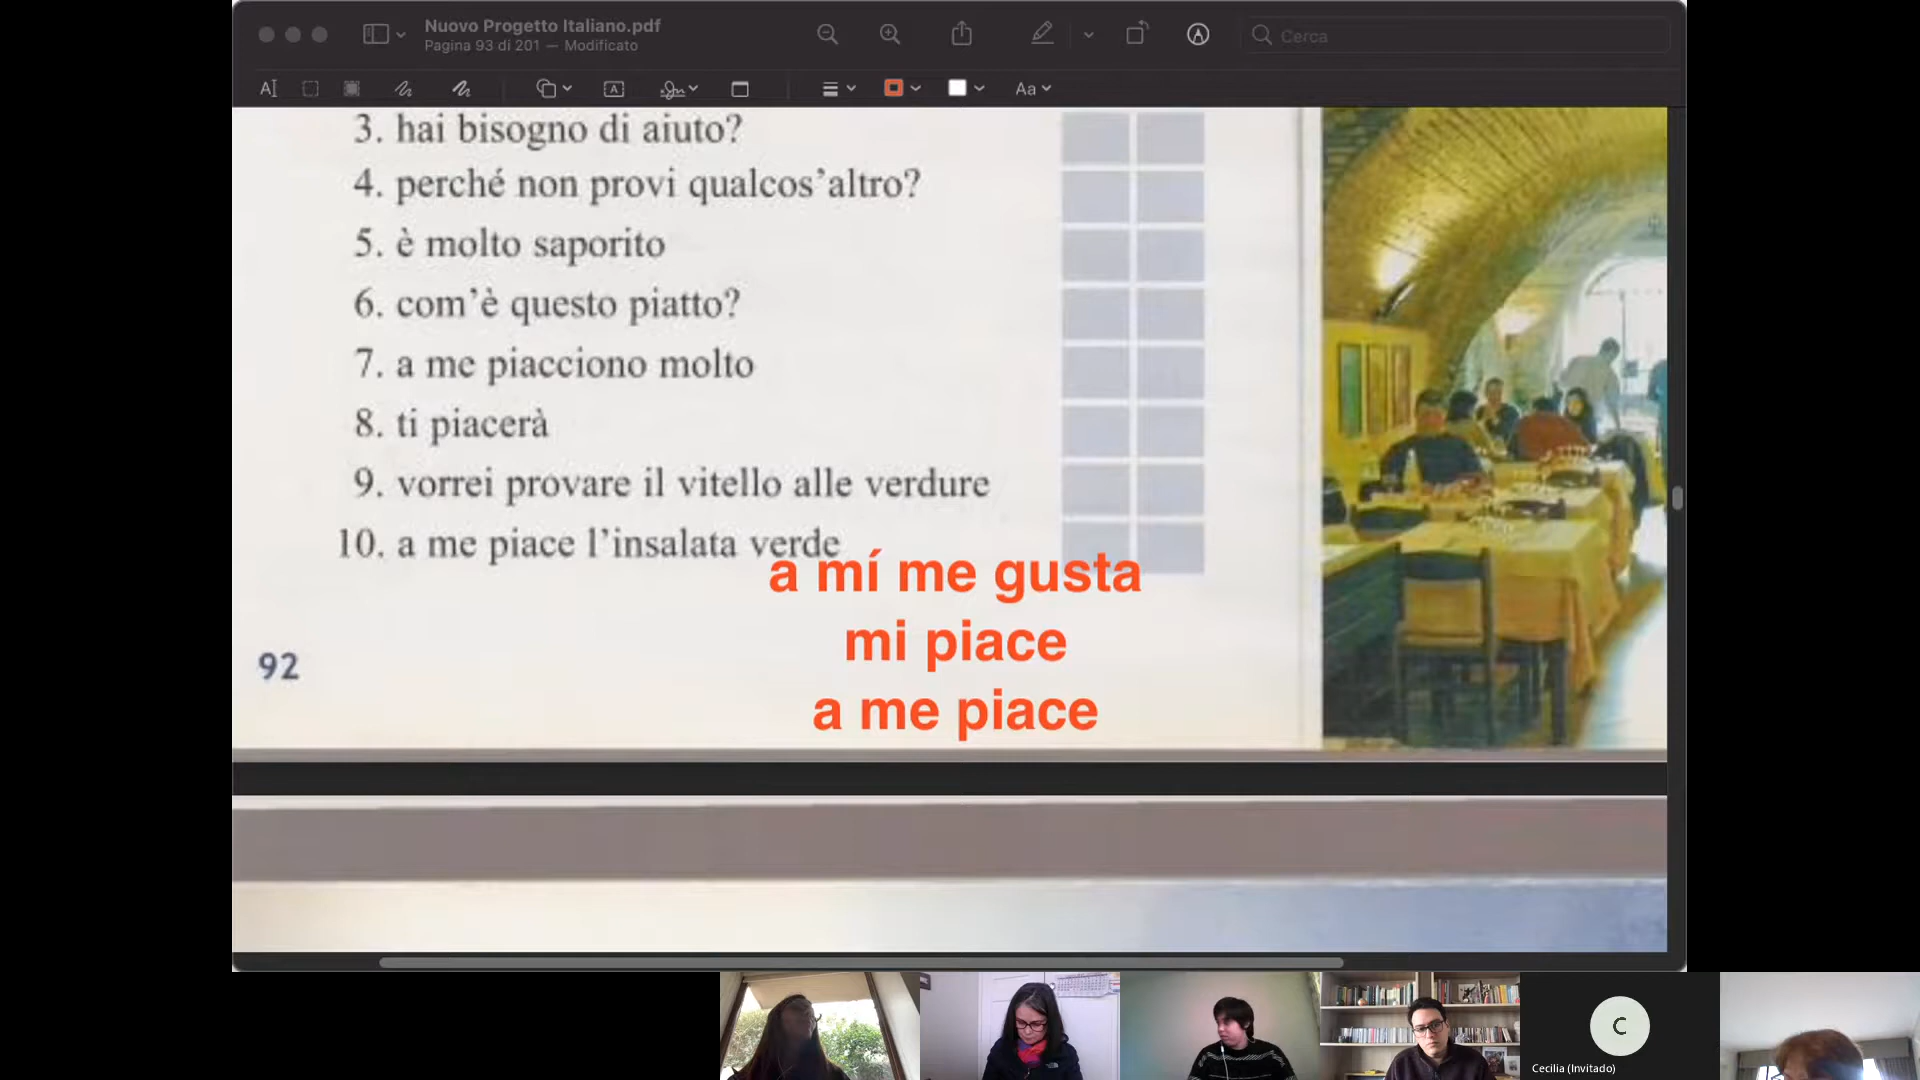 Nuovo Progetto Italiano.pdf
Pagina 93 di 201 — Modificato
Cerca
Aa
3. hai bisogno di aiuto?
4. perché non provi qualcos'altro?
5. è molto saporito
6. com'è questo piatto?
7. a me piacciono molto
8. ti piacerà
9. vorrei provare il vitello alle verdure
10. a me piace l'insalata verde
a mí me gusta
mi piace
a me piace
92
C
Cecilia (Invitado)